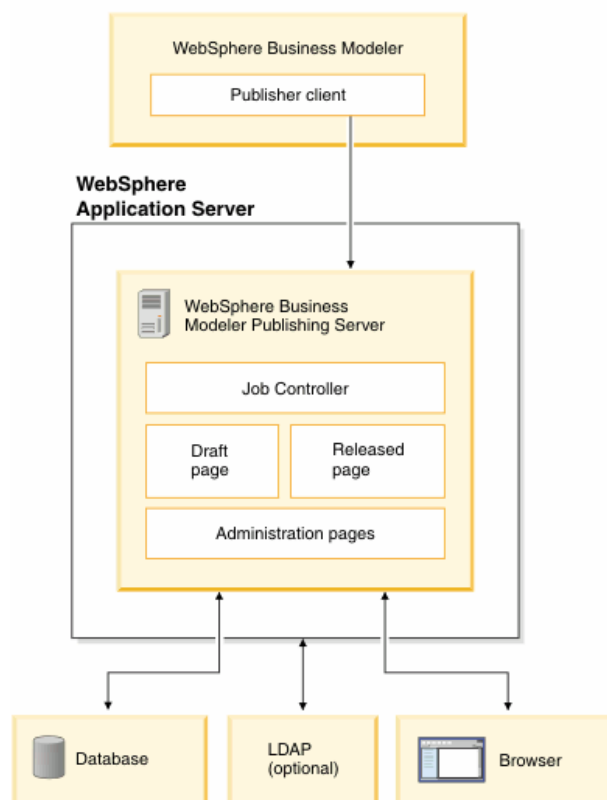 WebSphere Business Modeler
Publisher client
WebSphere
Application Server
WebSphere Business
Modeler Publishing Server
Job Controller
Draft
page
Released
page
Administration pages
Database
LDAP
(optional)
Browser